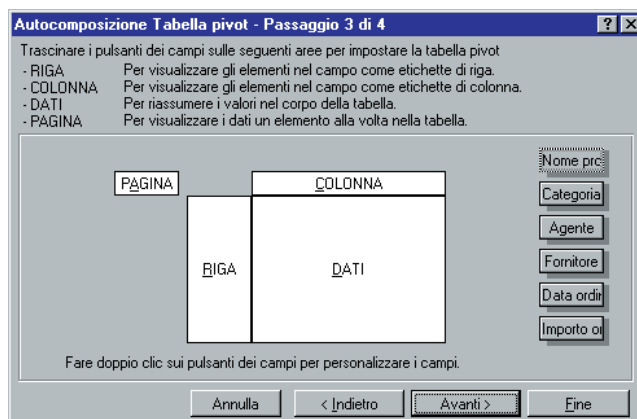 Autocomposizione Tabella pivot - Passaggio 3 di 4
Trascinare i pulsanti dei campi sulle seguenti aree per impostare la tabella pivot
- RIGA Per visualizzare gli elementi nel campo come etichette di riga.
- COLONNA Per visualizzare gli elementi nel campo come etichette di colonna.
- DATI Per riassumere i valori nel corpo della tabella.
- PAGINA Per visualizzare i dati un elemento alla volta nella tabella.
PAGINA
COLONNA
RIGA
DATI
Nome prc
Categoria
Agente
Fornitore
Data ordin
Importo or
Fare doppio clic sui pulsanti dei campi per personalizzare i campi.
Annulla
< Indietro
Avanti >
Fine